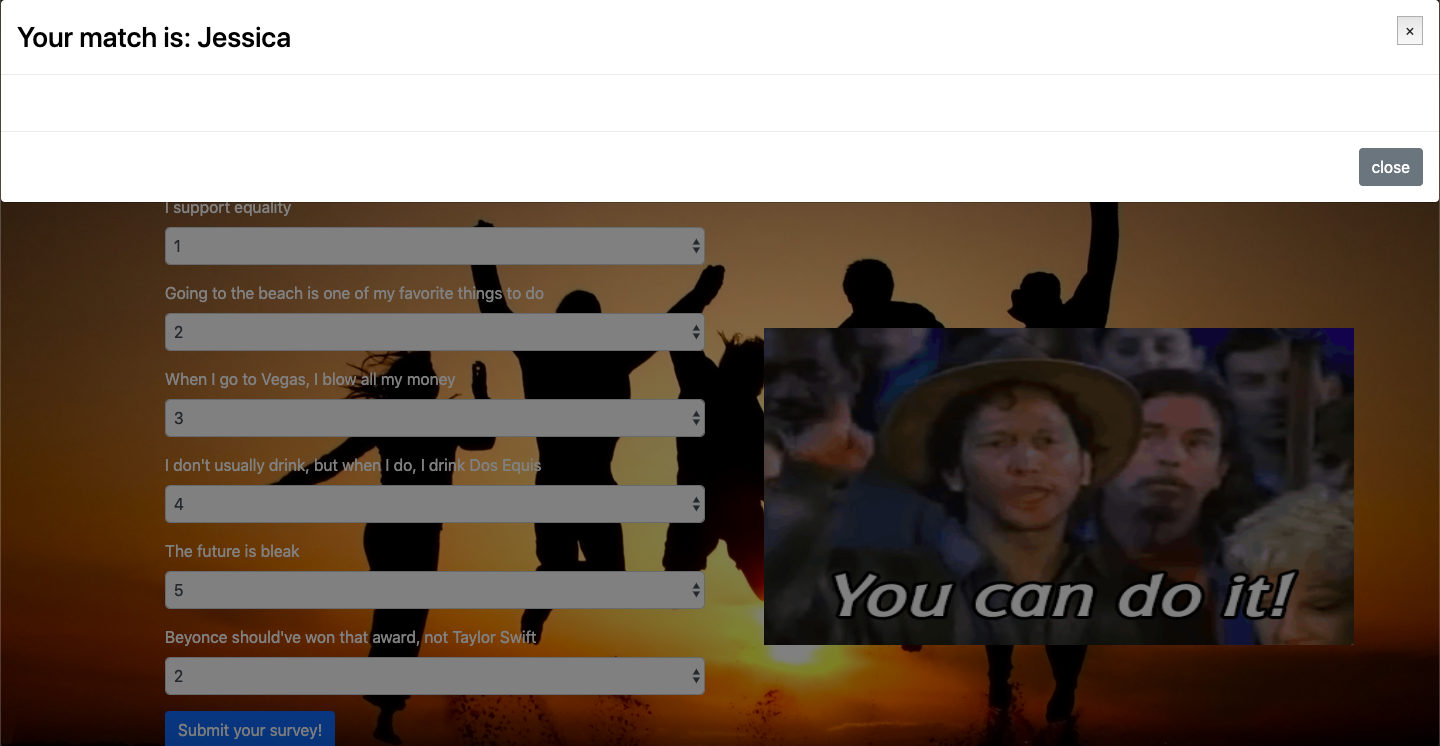 Your match is: Jessica
×
close
I support equality
1
Going to the beach is one of my favorite things to do
2
When I go to Vegas, I blow all my money
3
I don't usually drink, but when I do, I drink Dos Equis
4
The future is bleak
5
Beyonce should've won that award, not Taylor Swift
2
Submit your survey!
You can do it!